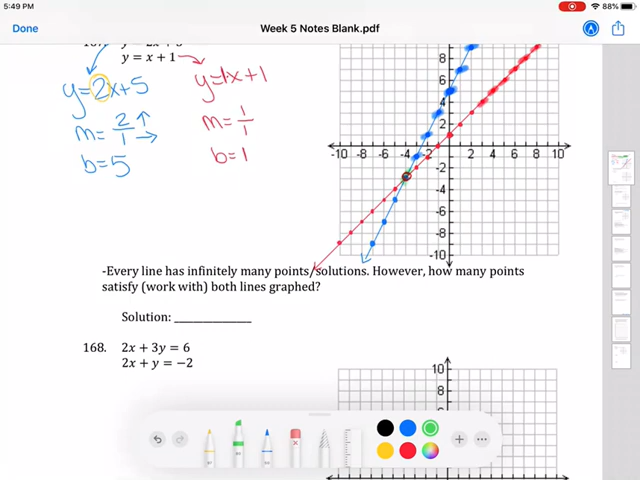 5:49 PM
88%
Done
Week 5 Notes Blank.pdf
y = x + 1
y=2x+5
y=1x+1
m=2/1
m=1/1
b=5
b=1
10
8
6
4
2
-10 -8 -6 -4 -2 2 4 6 8 10
-2
-4
-6
-8
-10
-Every line has infinitely many points/solutions. However, how many points
satisfy (work with) both lines graphed?
Solution: _______________
168. 2x + 3y = 6
2x + y = −2
10
8